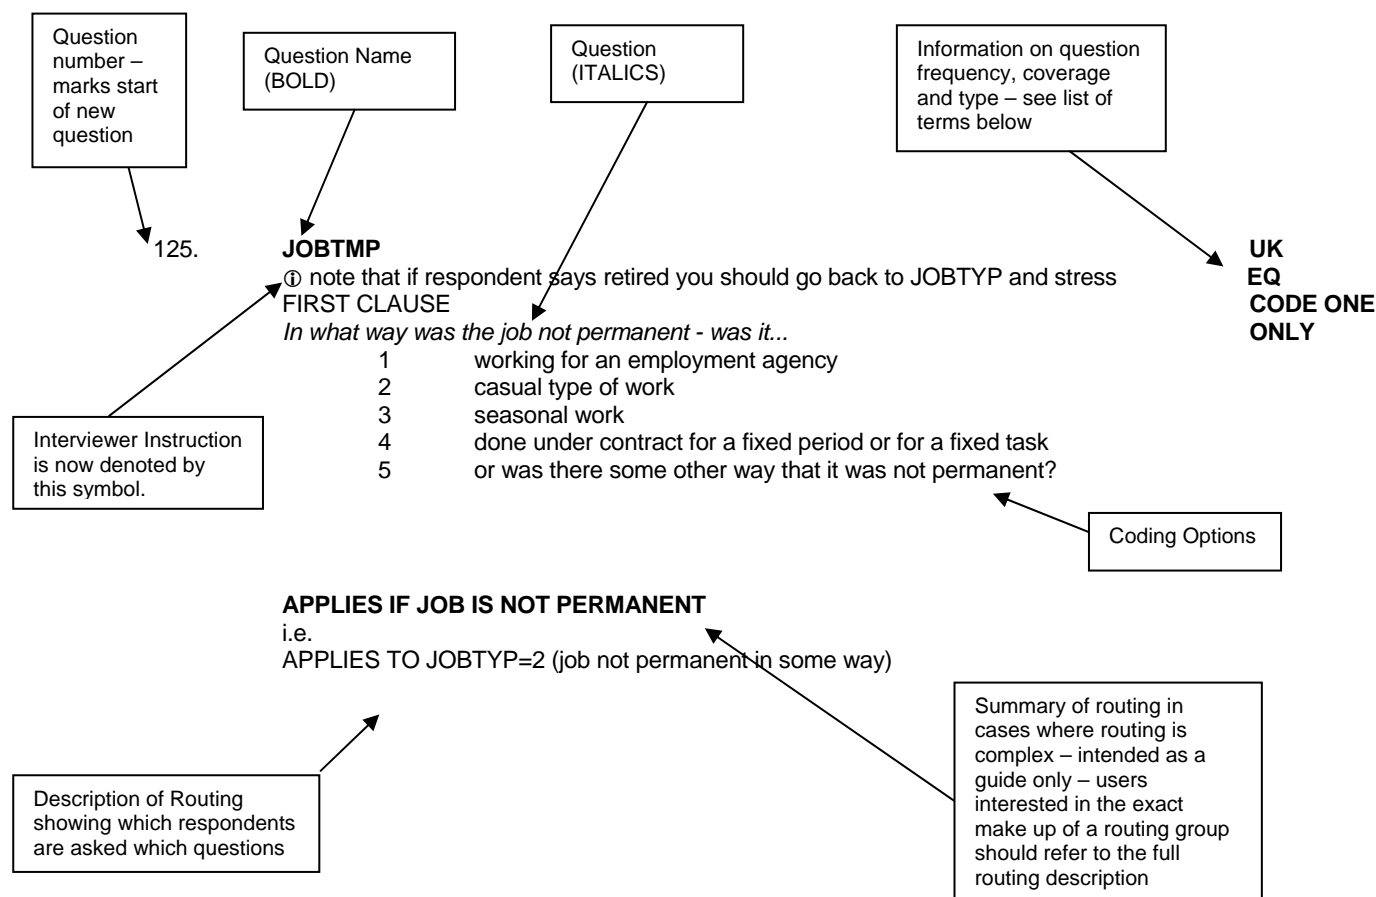 Question
number –
marks start
of new
question
Question Name
(BOLD)
Question
(ITALICS)
Information on question
frequency, coverage
and type – see list of
terms below
125.
JOBTMP
UK
ⓘ note that if respondent says retired you should go back to JOBTYP and stress
EQ
FIRST CLAUSE
CODE ONE
In what way was the job not permanent - was it...
ONLY
1 working for an employment agency
2 casual type of work
3 seasonal work
4 done under contract for a fixed period or for a fixed task
5 or was there some other way that it was not permanent?
Interviewer Instruction
is now denoted by
this symbol.
Coding Options
APPLIES IF JOB IS NOT PERMANENT
i.e.
APPLIES TO JOBTYP=2 (job not permanent in some way)
Summary of routing in
cases where routing is
complex – intended as a
guide only – users
interested in the exact
make up of a routing group
should refer to the full
routing description
Description of Routing
showing which respondents
are asked which questions